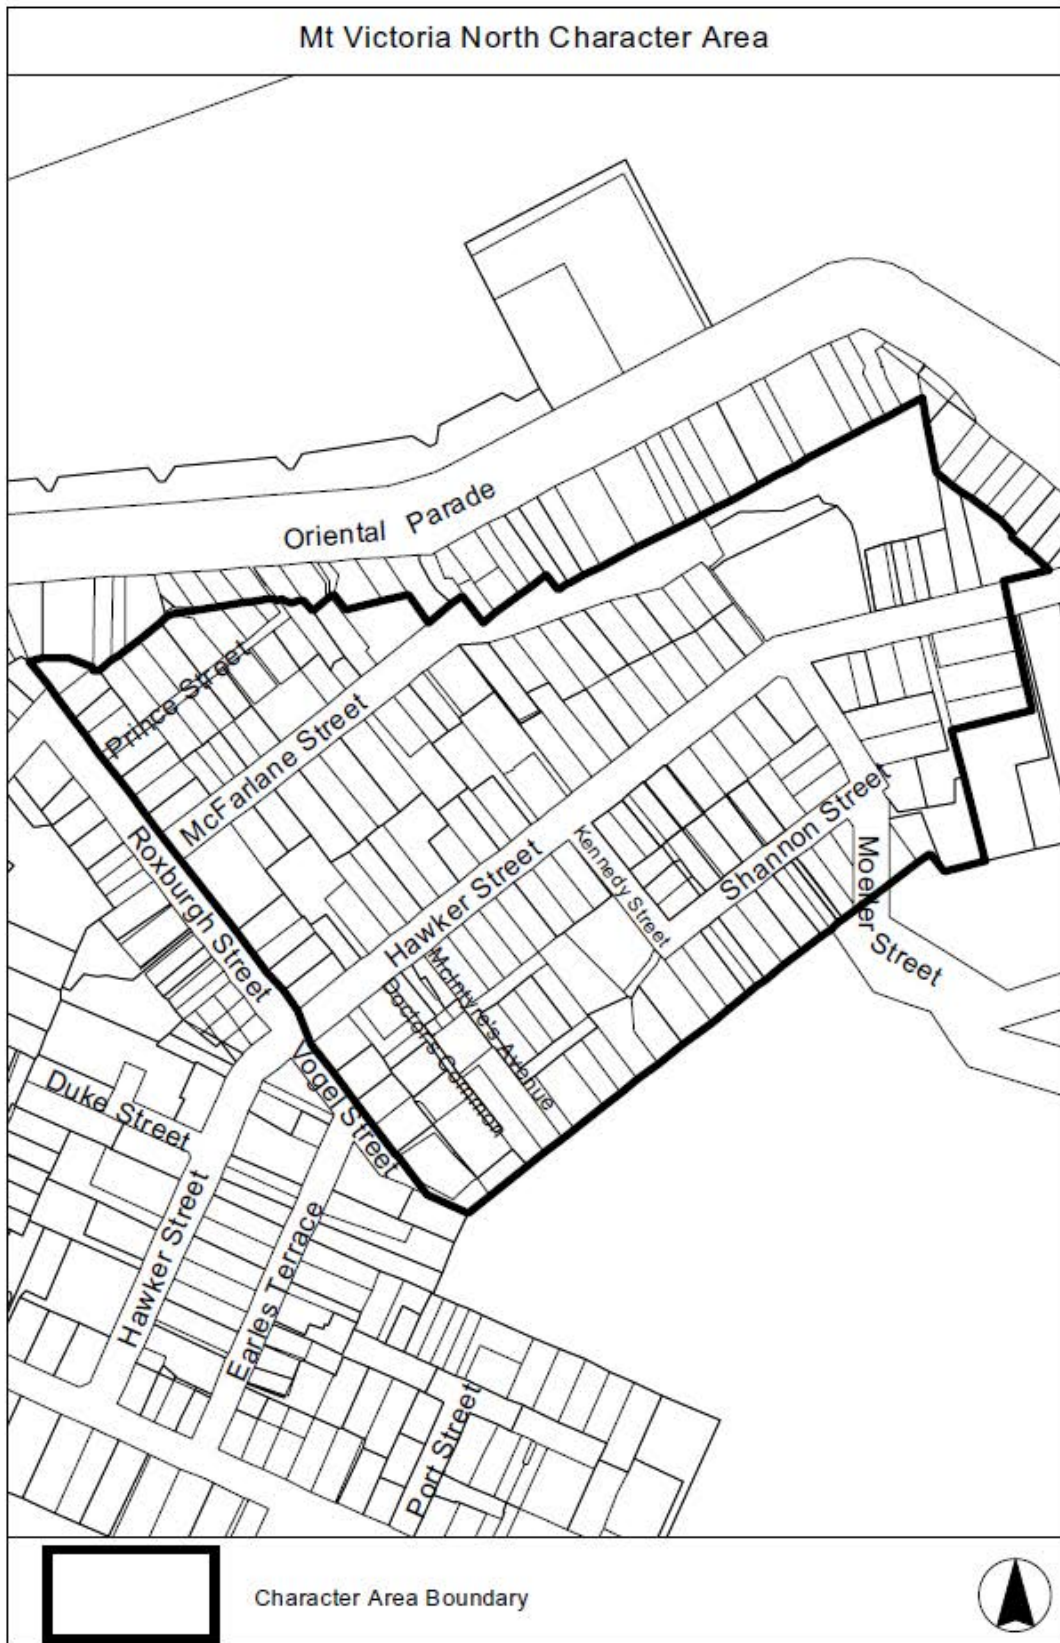 Mt Victoria North Character Area
Oriental Parade
Prince Street
McFarlane Street
Roxburgh Street
Hawker Street
Kennedy Street
Shannon Street
Moeller Street
McIntyre's Avenue
Doctor's Common
Vogel Street
Duke Street
Hawker Street
Earles Terrace
Port Street
Character Area Boundary